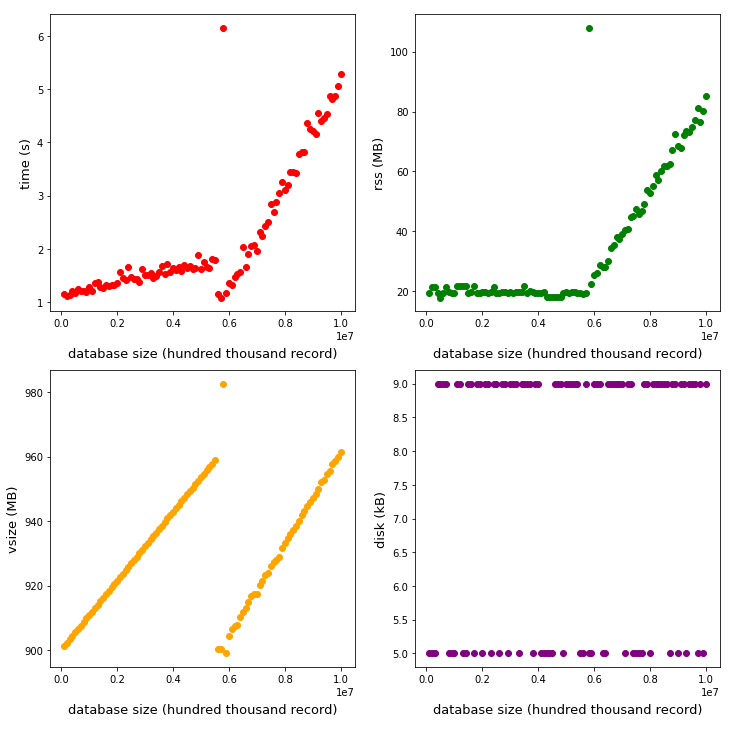 6
5
4
3
2
1
time (s)
0.0 0.2 0.4 0.6 0.8 1.0
1e7
database size (hundred thousand record)
100
80
60
40
20
rss (MB)
0.0 0.2 0.4 0.6 0.8 1.0
1e7
database size (hundred thousand record)
980
960
940
920
900
vsize (MB)
0.0 0.2 0.4 0.6 0.8 1.0
1e7
database size (hundred thousand record)
9.0
8.5
8.0
7.5
7.0
6.5
6.0
5.5
5.0
disk (kB)
0.0 0.2 0.4 0.6 0.8 1.0
1e7
database size (hundred thousand record)